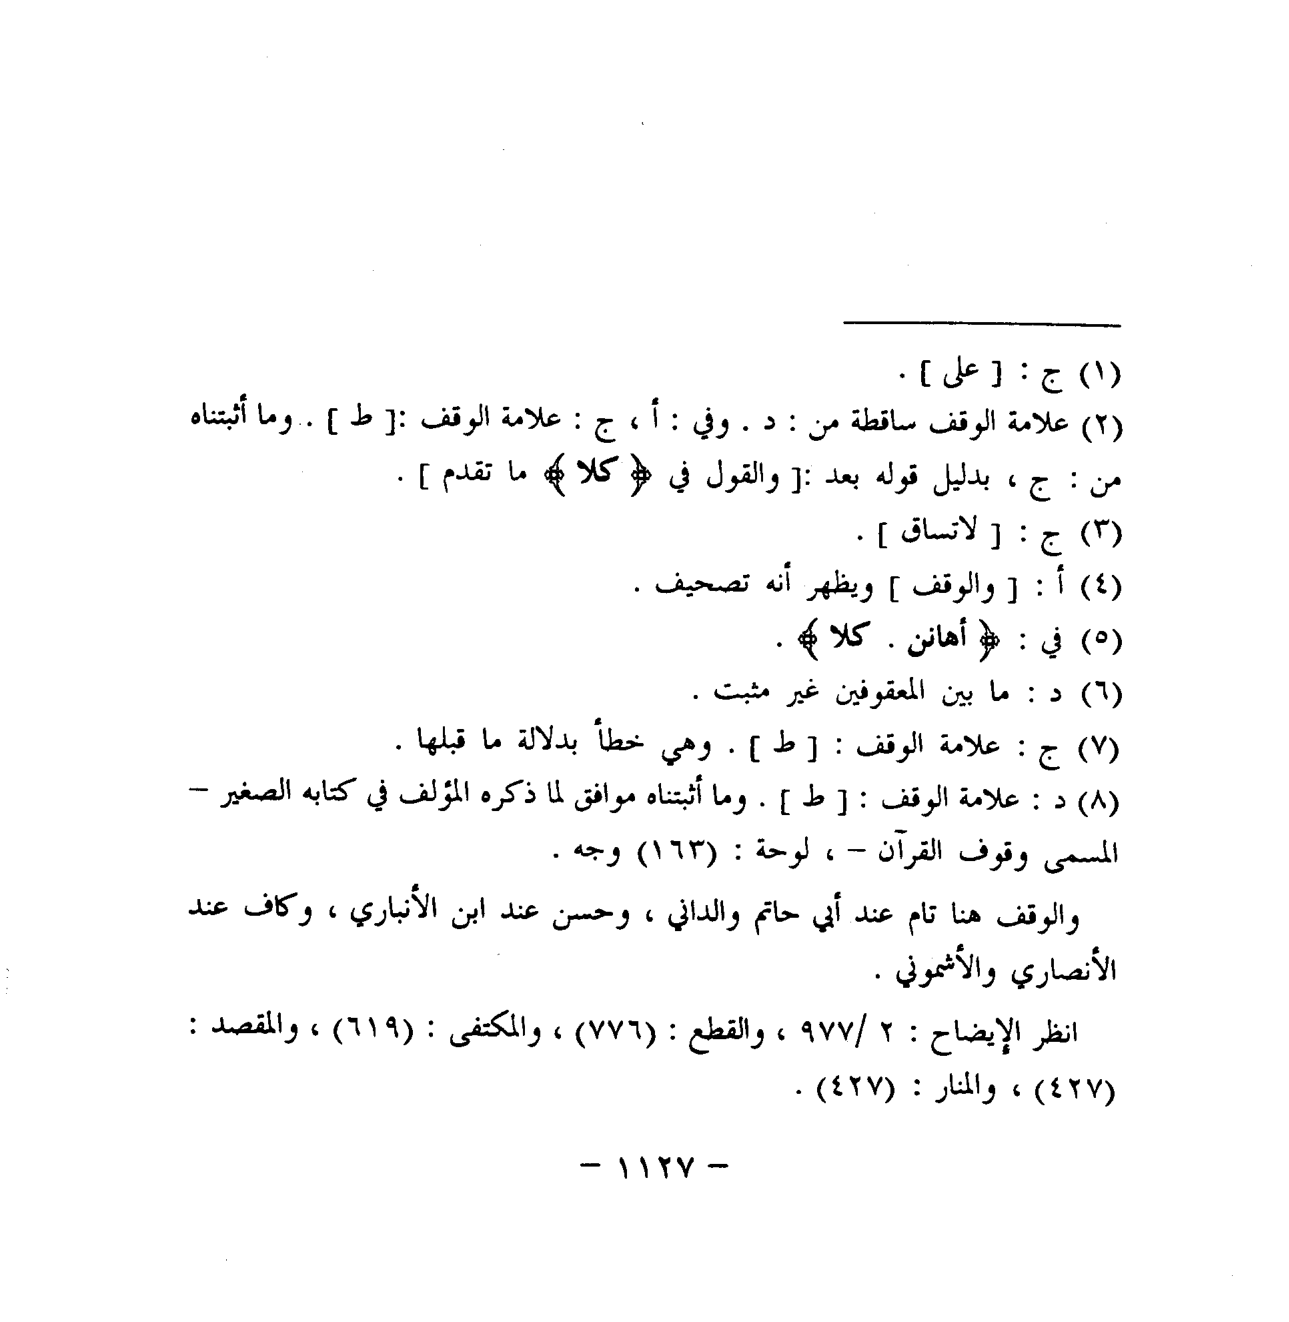 (١) ج : [ على ] .
(٢) علامة الوقف ساقطة من : د . وفي : أ ، ج : علامة الوقف :[ ط ] . وما أثبتناه
من : ج ، بدليل قوله بعد :[ والقول في ﴿ كلا ﴾ ما تقدم ] .
(٣) ج : [ لاتساق ] .
(٤) أ : [ والوقف ] ويظهر أنه تصحيف .
(٥) في : ﴿ أهانن . كلا ﴾ .
(٦) د : ما بين المعقوفين غير مثبت .
(٧) ج : علامة الوقف : [ ط ] . وهي خطأ بدلالة ما قبلها .
(٨) د : علامة الوقف : [ ط ] . وما أثبتناه موافق لما ذكره المؤلف في كتابه الصغير –
المسمى وقوف القرآن – ، لوحة : (١٦٣) وجه .
والوقف هنا تام عند أبي حاتم والداني ، وحسن عند ابن الأنباري ، وكاف عند
الأنصاري والأشموني .
انظر الإيضاح : ٢ /٩٧٧ ، والقطع : (٧٧٦) ، والمكتفى : (٦١٩) ، والمقصد :
(٤٢٧) ، والمنار : (٤٢٧) .
– ١١٢٧ –